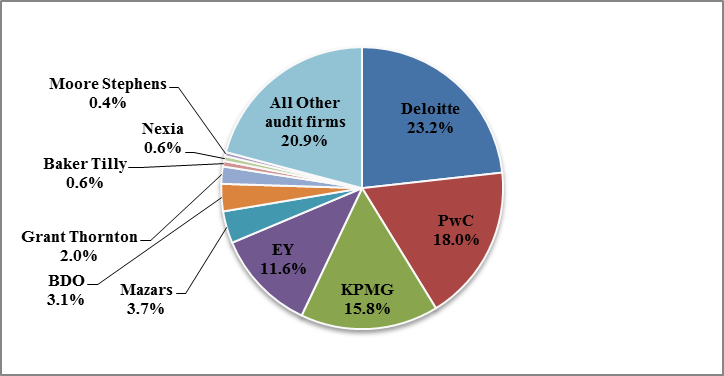 Moore Stephens
0.4%
Nexia
0.6%
Baker Tilly
0.6%
Grant Thornton
2.0%
BDO
3.1%
Mazars
3.7%
All Other
audit firms
20.9%
Deloitte
23.2%
PwC
18.0%
KPMG
15.8%
EY
11.6%